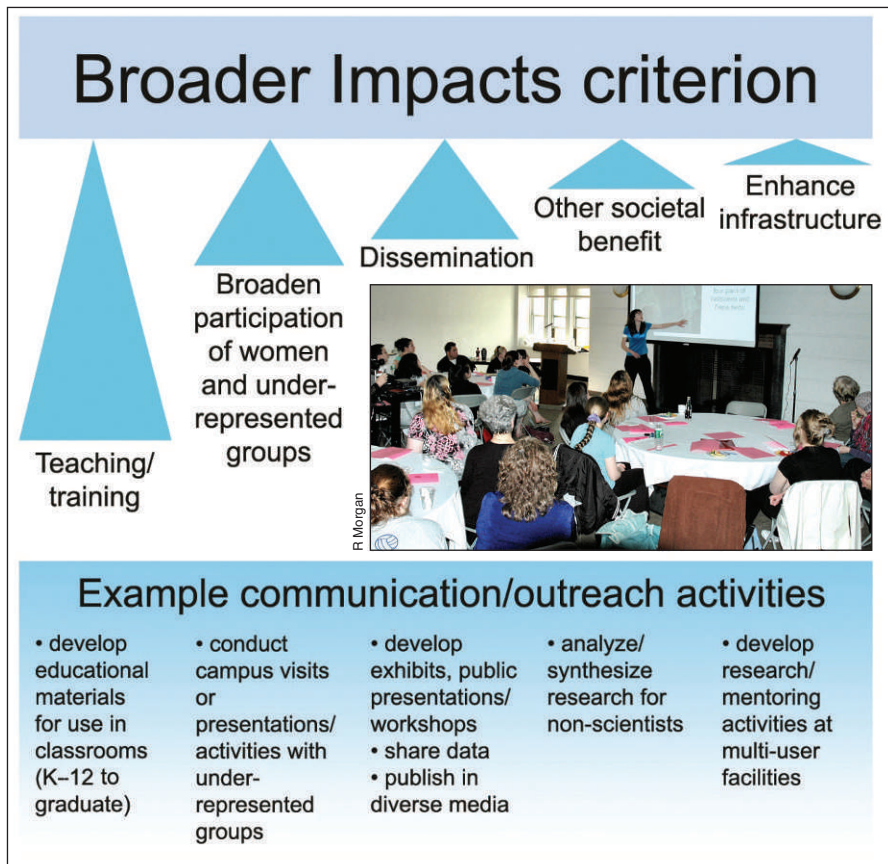 Broader Impacts criterion
Teaching/
training
Broaden
participation
of women
and under-
represented
groups
Dissemination
Other societal
benefit
Enhance
infrastructure
R Morgan
Example communication/outreach activities
• develop
educational
materials
for use in
classrooms
(K–12 to
graduate)
• conduct
campus visits
or
presentations/
activities with
under-
represented
groups
• develop
exhibits, public
presentations/
workshops
• share data
• publish in
diverse media
• analyze/
synthesize
research for
non-scientists
• develop
research/
mentoring
activities at
multi-user
facilities